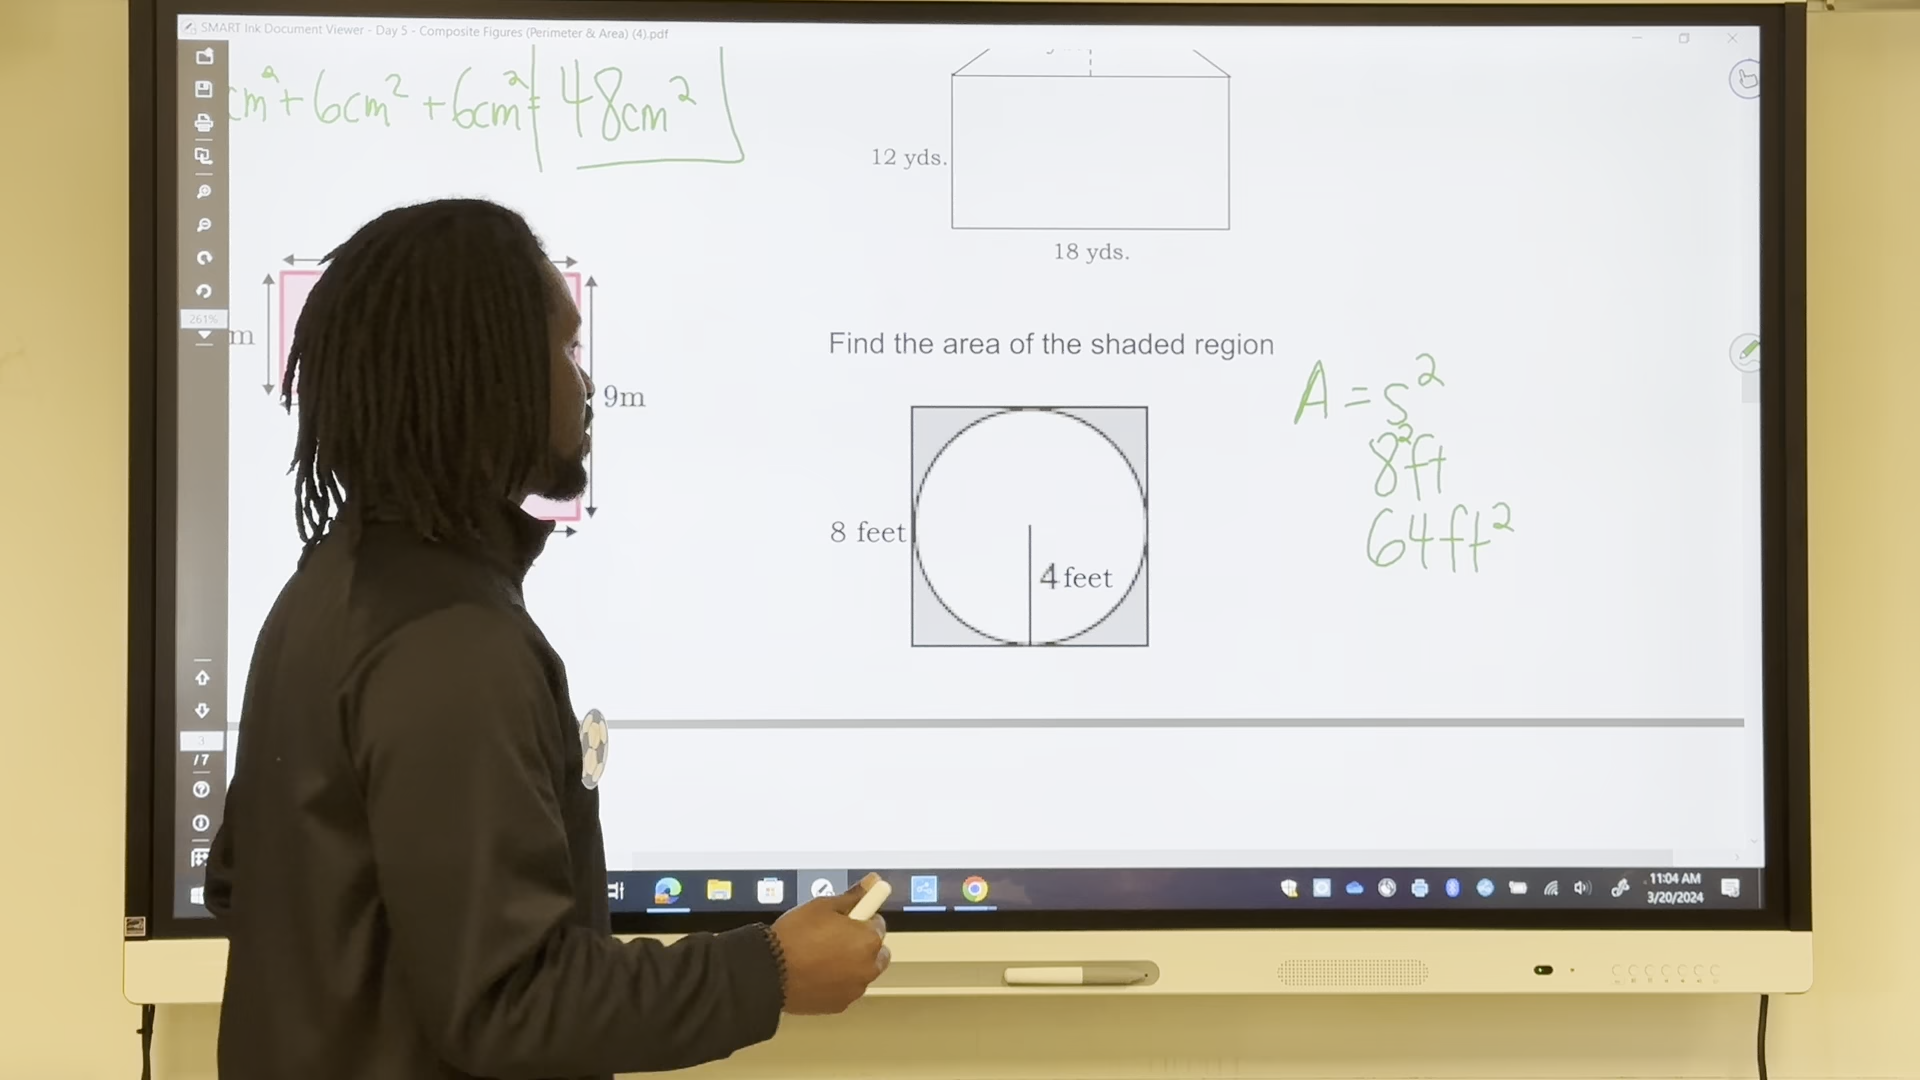 SMART Ink Document Viewer - Day 5 - Composite Figures (Perimeter & Area) (4).pdf
cm² + 6cm² + 6cm² = 48cm²
12 yds.
18 yds.
261%
m
9m
Find the area of the shaded region
A = s²
8²ft
64ft²
8 feet
4 feet
3
/ 7
11:04 AM
3/20/2024